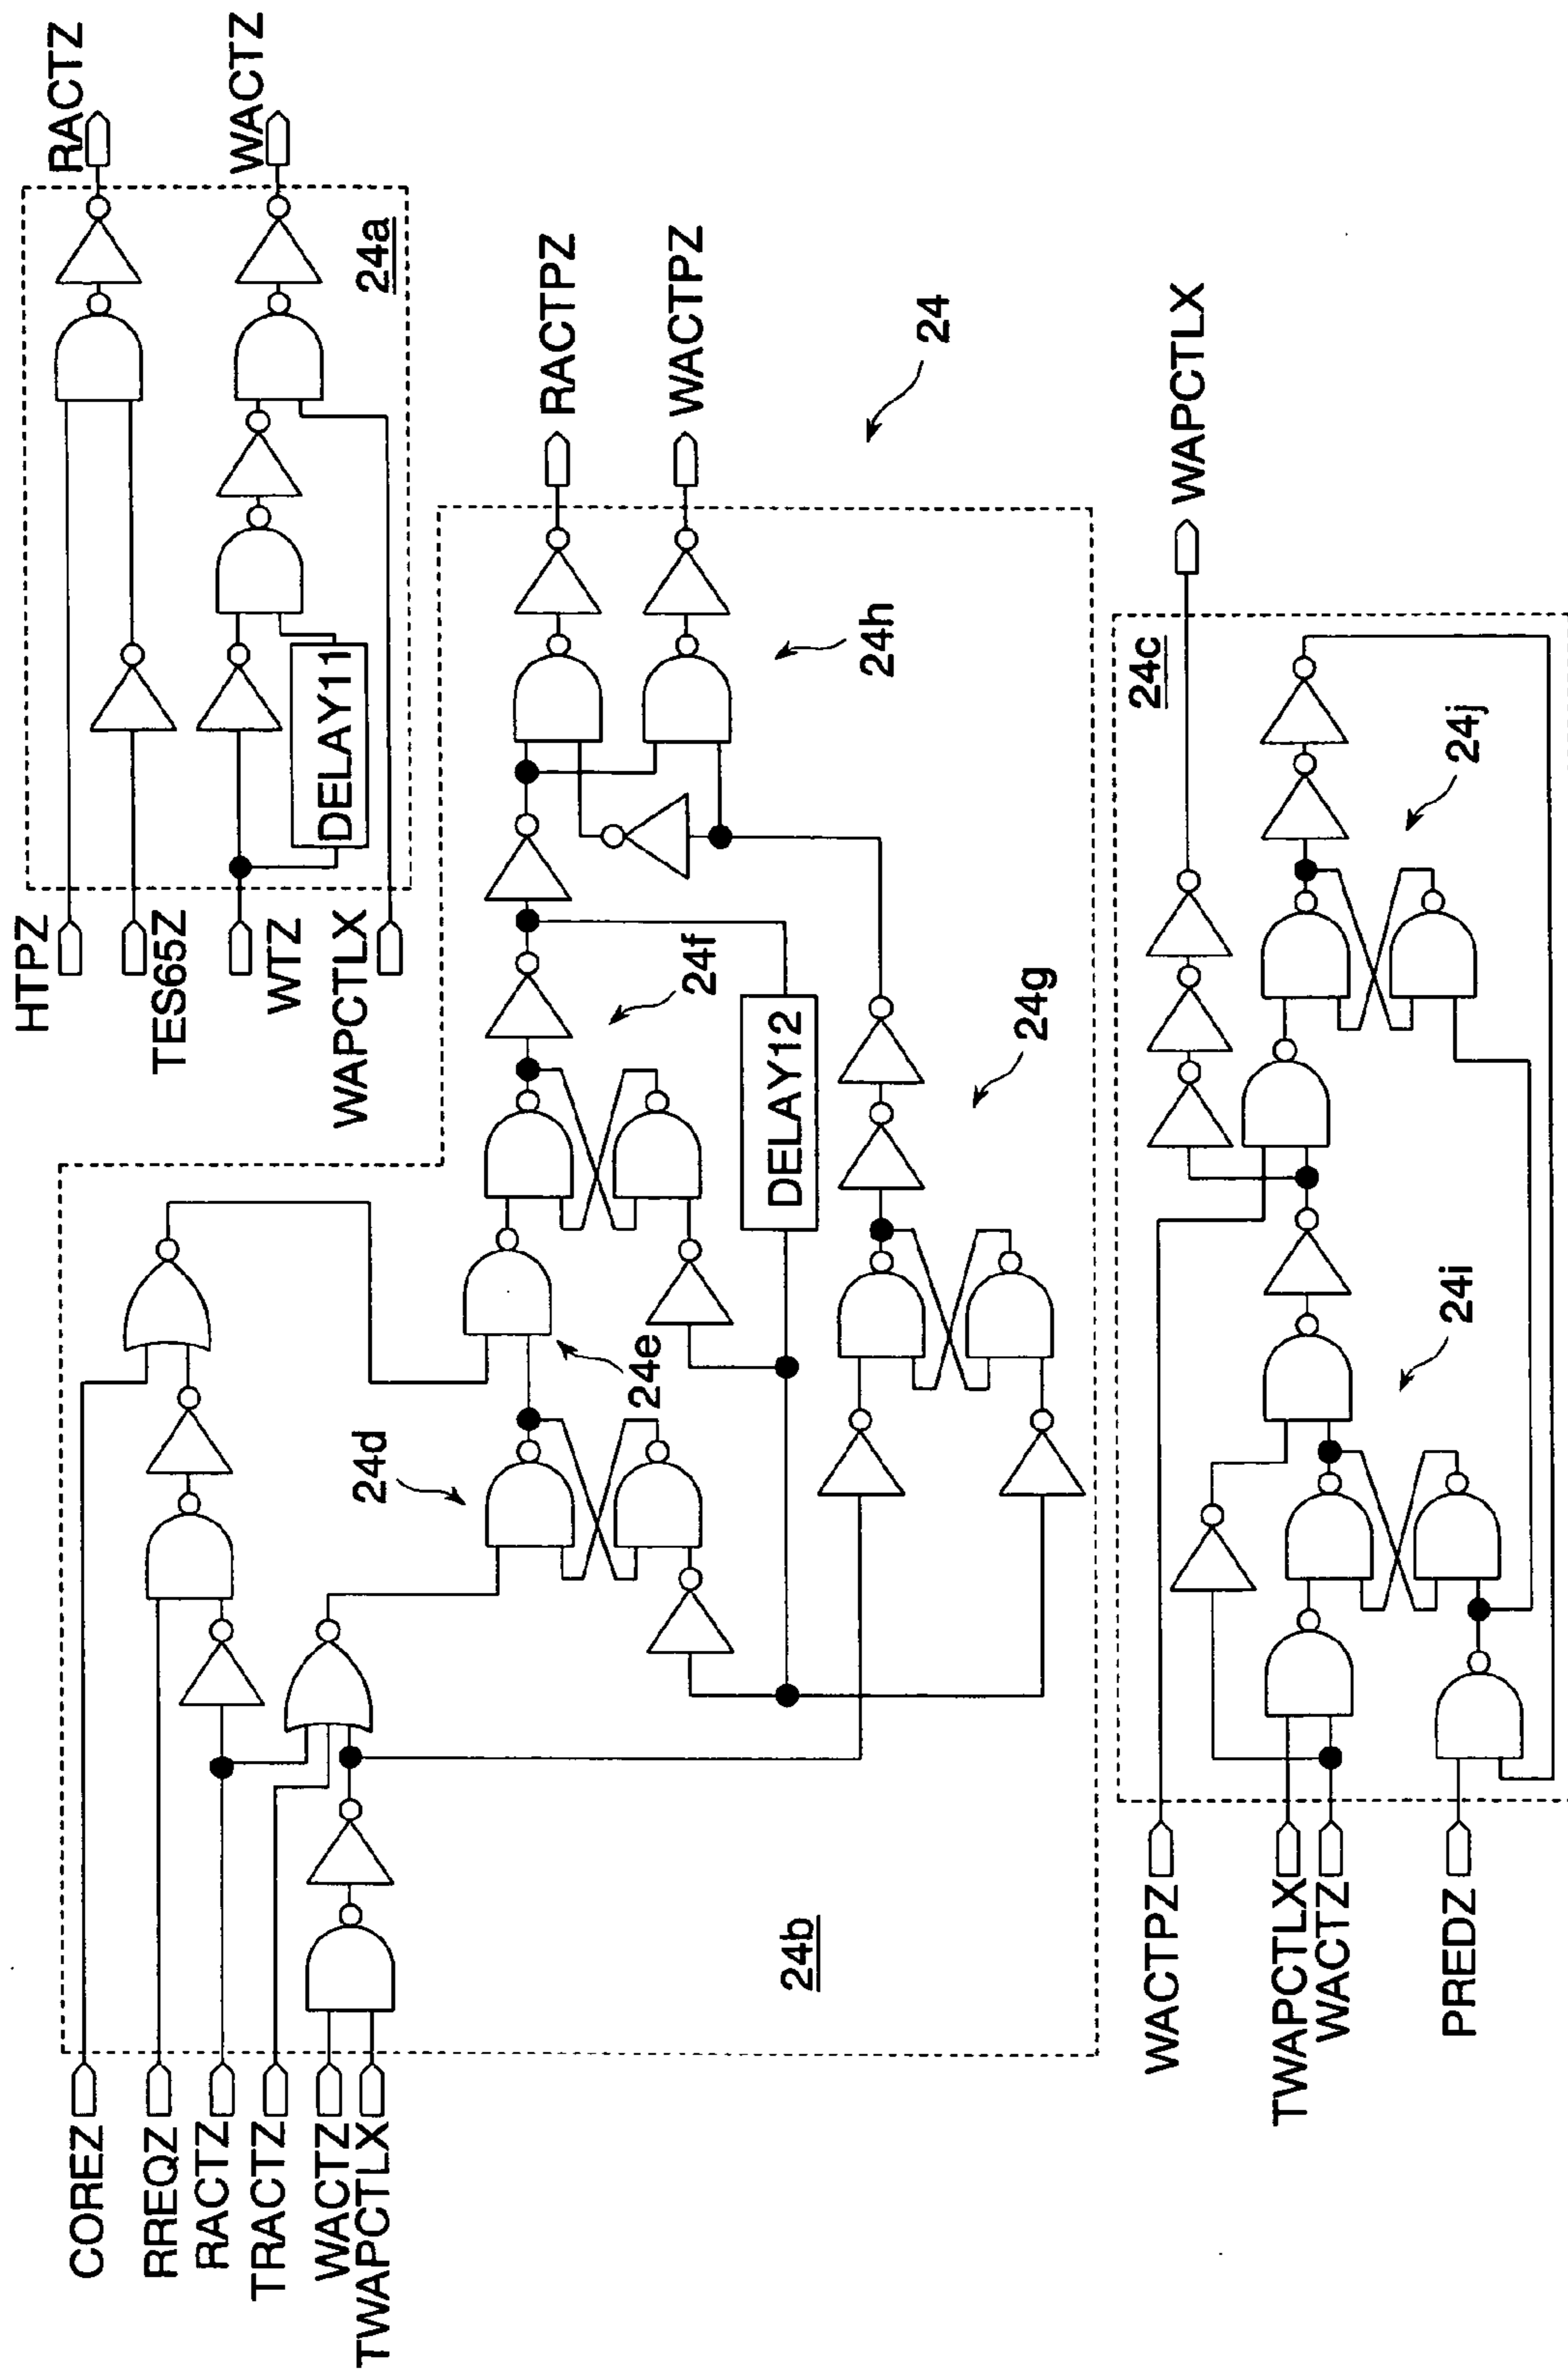 HTPZ
TES65Z
WTZ
WAPCTLX
DELAY11
24a
RACTZ
WACTZ
COREZ
RREQZ
RACTZ
TRACTZ
WACTZ
TWAPCTLX
24d
24e
24f
DELAY12
24g
24h
24b
RACTPZ
WACTPZ
24
WACTPZ
TWAPCTLX
WACTZ
PREDZ
24i
24j
24c
WAPCTLX